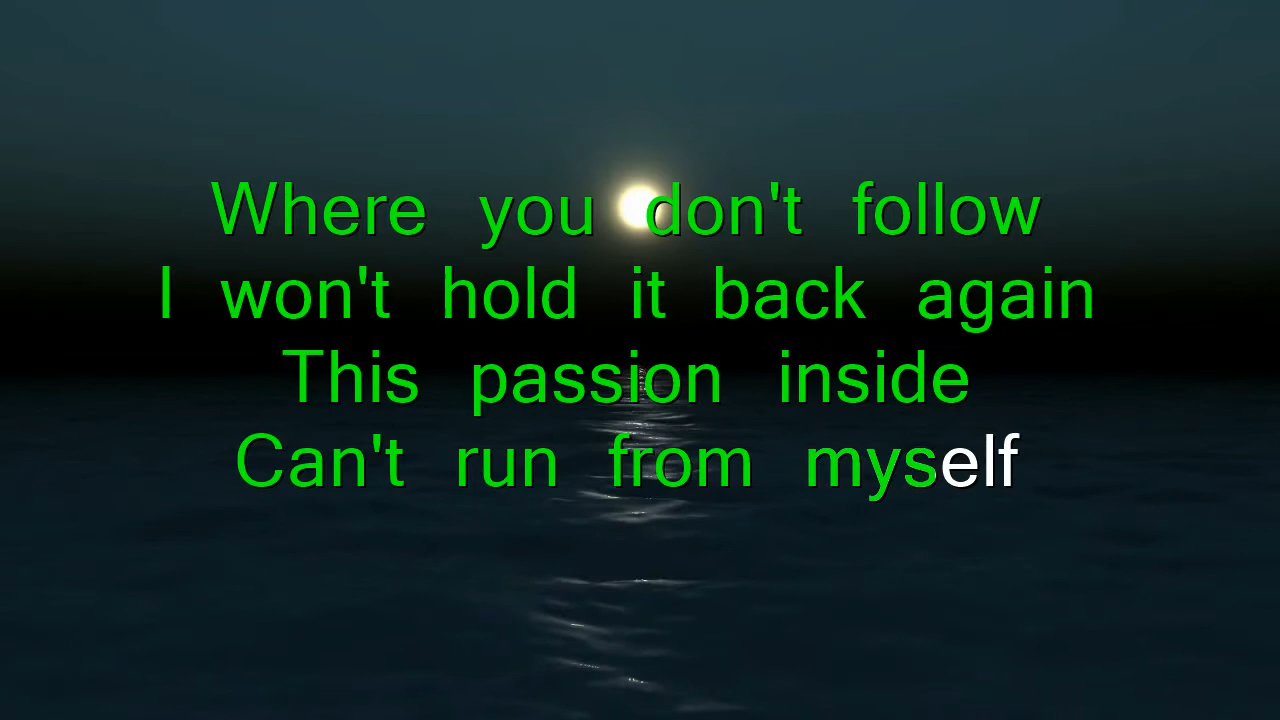 Where you don't follow
I won't hold it back again
This passion inside
Can't run from myself